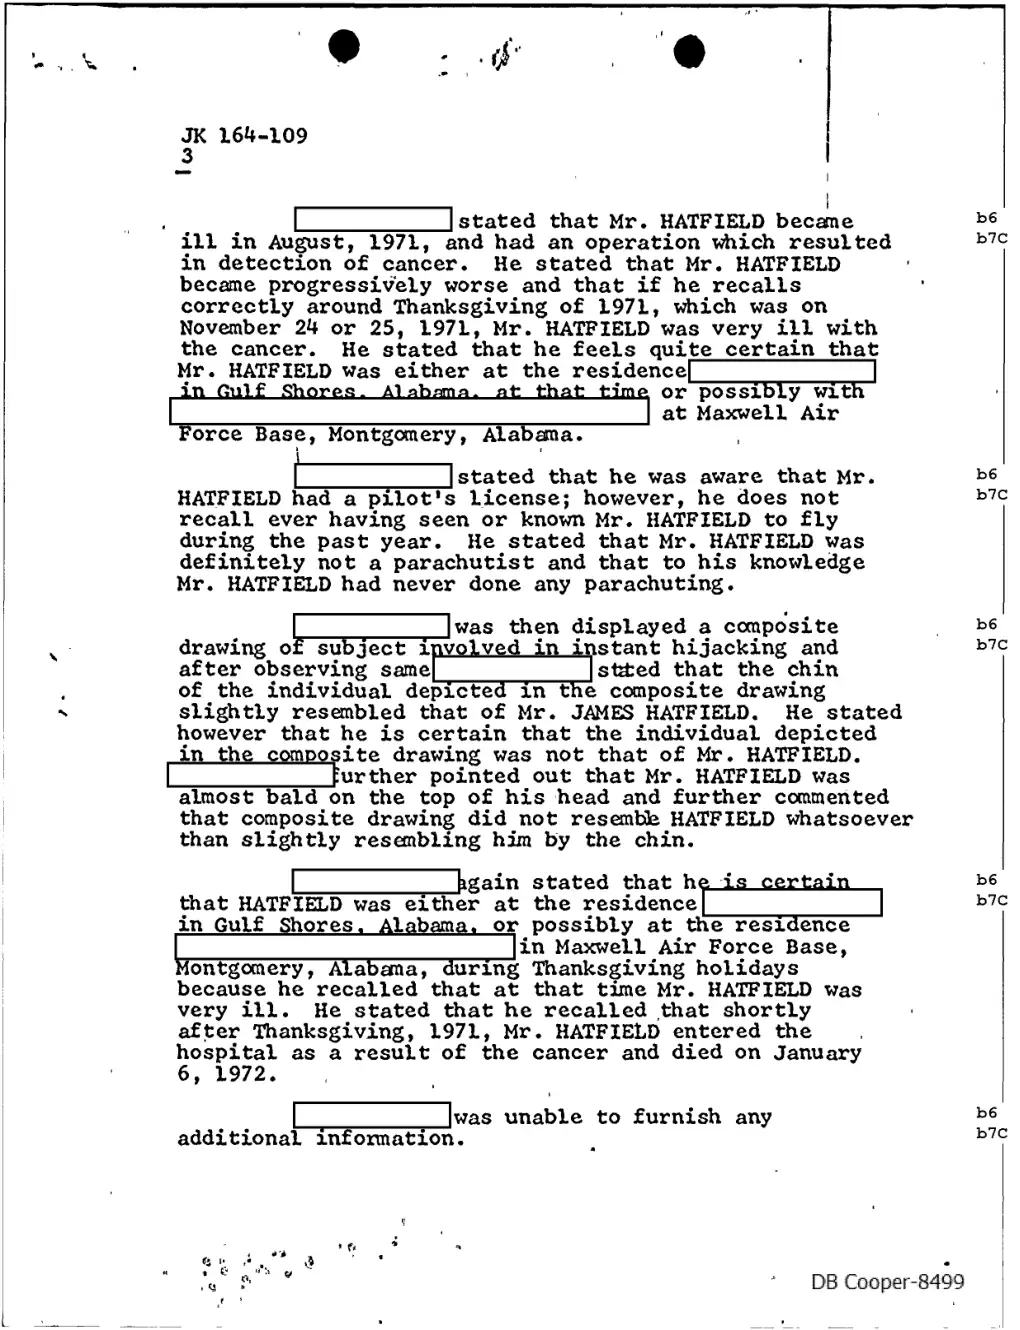 JK 164-109
3
stated that Mr. HATFIELD became
b6
ill in August, 1971, and had an operation which resulted
b7C
in detection of cancer. He stated that Mr. HATFIELD
became progressively worse and that if he recalls
correctly around Thanksgiving of 1971, which was on
November 24 or 25, 1971, Mr. HATFIELD was very ill with
the cancer. He stated that he feels quite certain that
Mr. HATFIELD was either at the residence
in Gulf Shores, Alabama, at that time or possibly with
at Maxwell Air
Force Base, Montgomery, Alabama.
stated that he was aware that Mr.
b6
HATFIELD had a pilot's license; however, he does not
b7C
recall ever having seen or known Mr. HATFIELD to fly
during the past year. He stated that Mr. HATFIELD was
definitely not a parachutist and that to his knowledge
Mr. HATFIELD had never done any parachuting.
was then displayed a composite
b6
drawing of subject involved in instant hijacking and
b7C
after observing same stated that the chin
of the individual depicted in the composite drawing
slightly resembled that of Mr. JAMES HATFIELD. He stated
however that he is certain that the individual depicted
in the composite drawing was not that of Mr. HATFIELD.
further pointed out that Mr. HATFIELD was
almost bald on the top of his head and further commented
that composite drawing did not resemble HATFIELD whatsoever
than slightly resembling him by the chin.
again stated that he is certain
b6
that HATFIELD was either at the residence
b7C
in Gulf Shores, Alabama, or possibly at the residence
in Maxwell Air Force Base,
Montgomery, Alabama, during Thanksgiving holidays
because he recalled that at that time Mr. HATFIELD was
very ill. He stated that he recalled that shortly
after Thanksgiving, 1971, Mr. HATFIELD entered the
hospital as a result of the cancer and died on January
6, 1972.
was unable to furnish any
b6
additional information.
b7C
DB Cooper-8499